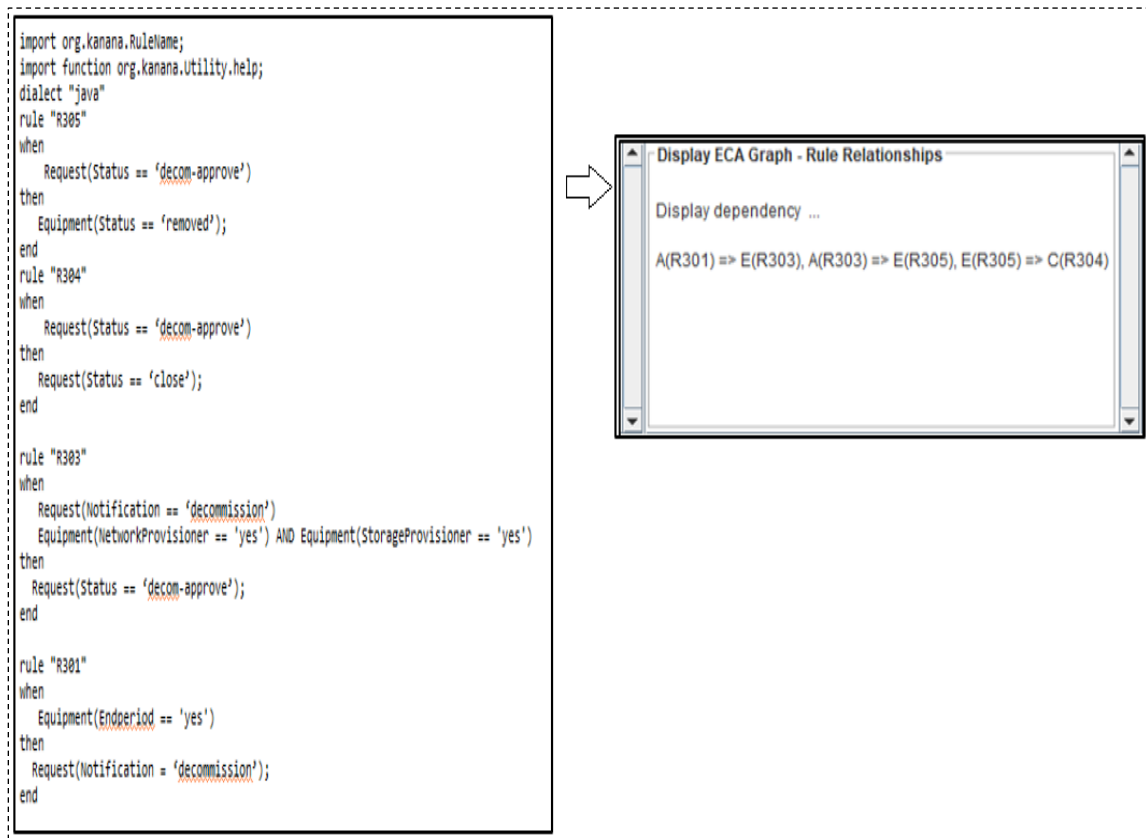 import org.kanana.RuleName;
import function org.kanana.Utility.help;
dialect "java"
rule "R305"
when
Request(Status == ‘decom-approve’)
then
Equipment(Status == ‘removed’);
end
rule "R304"
when
Request(Status == ‘decom-approve’)
then
Request(Status == ‘close’);
end
rule "R303"
when
Request(Notification == ‘decommission’)
Equipment(NetworkProvisioner == 'yes') AND Equipment(StorageProvisioner == 'yes')
then
Request(Status == ‘decom-approve’);
end
rule "R301"
when
Equipment(Endperiod == 'yes')
then
Request(Notification = ‘decommission’);
end
Display ECA Graph - Rule Relationships
Display dependency ...
A(R301) => E(R303), A(R303) => E(R305), E(R305) => C(R304)